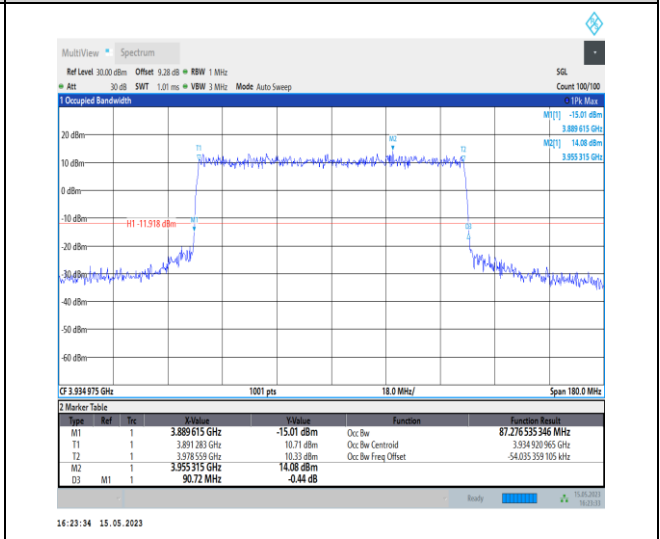 MultiView Spectrum
Ref Level 30.00 dBm Offset 9.28 dB RBW 1 MHz SGL
Att 30 dB SWT 1.01 ms VBW 3 MHz Mode Auto Sweep Count 100/100
1 Occupied Bandwidth 1Pk Max
M1[1] -15.01 dBm
3.889 615 GHz
M2[1] 14.08 dBm
3.955 315 GHz
20 dBm
M2
T1
T2
10 dBm
0 dBm
-10 dBm
H1 -11.918 dBm
M1
D3
-20 dBm
-30 dBm
-40 dBm
-50 dBm
-60 dBm
CF 3.934 975 GHz 1001 pts 18.0 MHz/ Span 180.0 MHz
2 Marker Table
Type Ref Trc X-Value Y-Value Function Function Result
M1 1 3.889 615 GHz -15.01 dBm Occ Bw 87.276 535 346 MHz
T1 1 3.891 283 GHz 10.71 dBm Occ Bw Centroid 3.934 920 965 GHz
T2 1 3.978 559 GHz 10.33 dBm Occ Bw Freq Offset -54.035 359 105 kHz
M2 1 3.955 315 GHz 14.08 dBm
D3 M1 1 90.72 MHz -0.44 dB
Ready 15.05.2023
16:23:33
16:23:34 15.05.2023